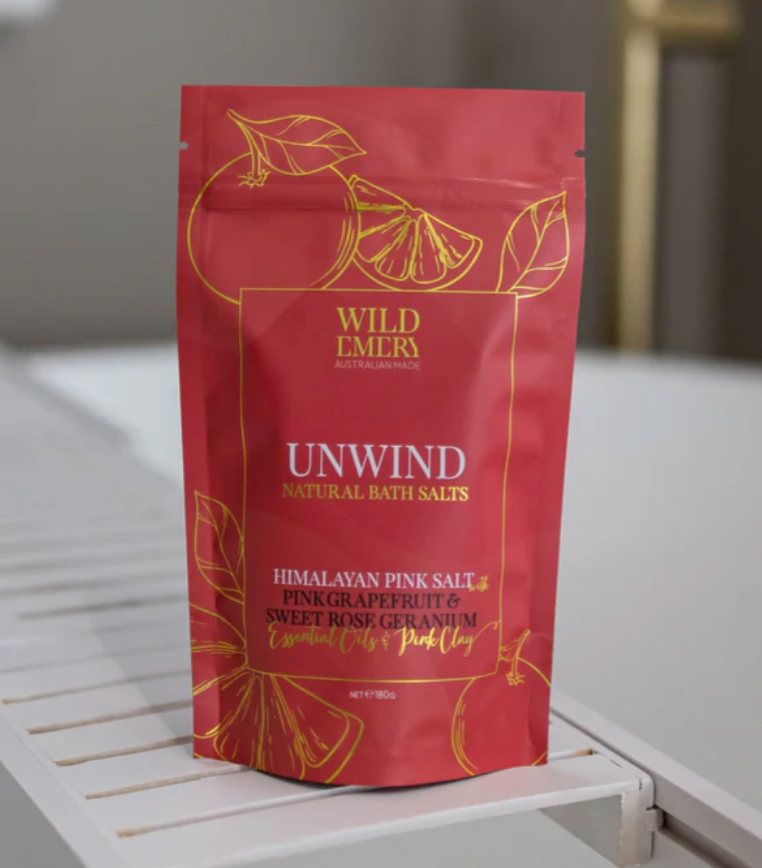 WILD
EMERY
AUSTRALIAN MADE
UNWIND
NATURAL BATH SALTS
HIMALAYAN PINK SALT with
PINK GRAPEFRUIT &
SWEET ROSE GERANIUM
Essential Oils & Pink Clay
NET ℮ 180G